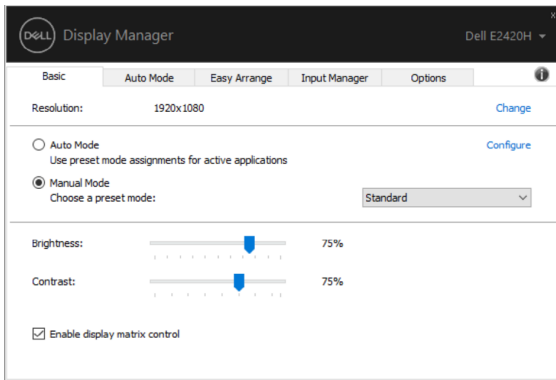 DELL Display Manager
Dell E2420H
Basic Auto Mode Easy Arrange Input Manager Options
Resolution: 1920x1080 Change
Auto Mode Configure
Use preset mode assignments for active applications
Manual Mode
Choose a preset mode: Standard
Brightness: 75%
Contrast: 75%
Enable display matrix control